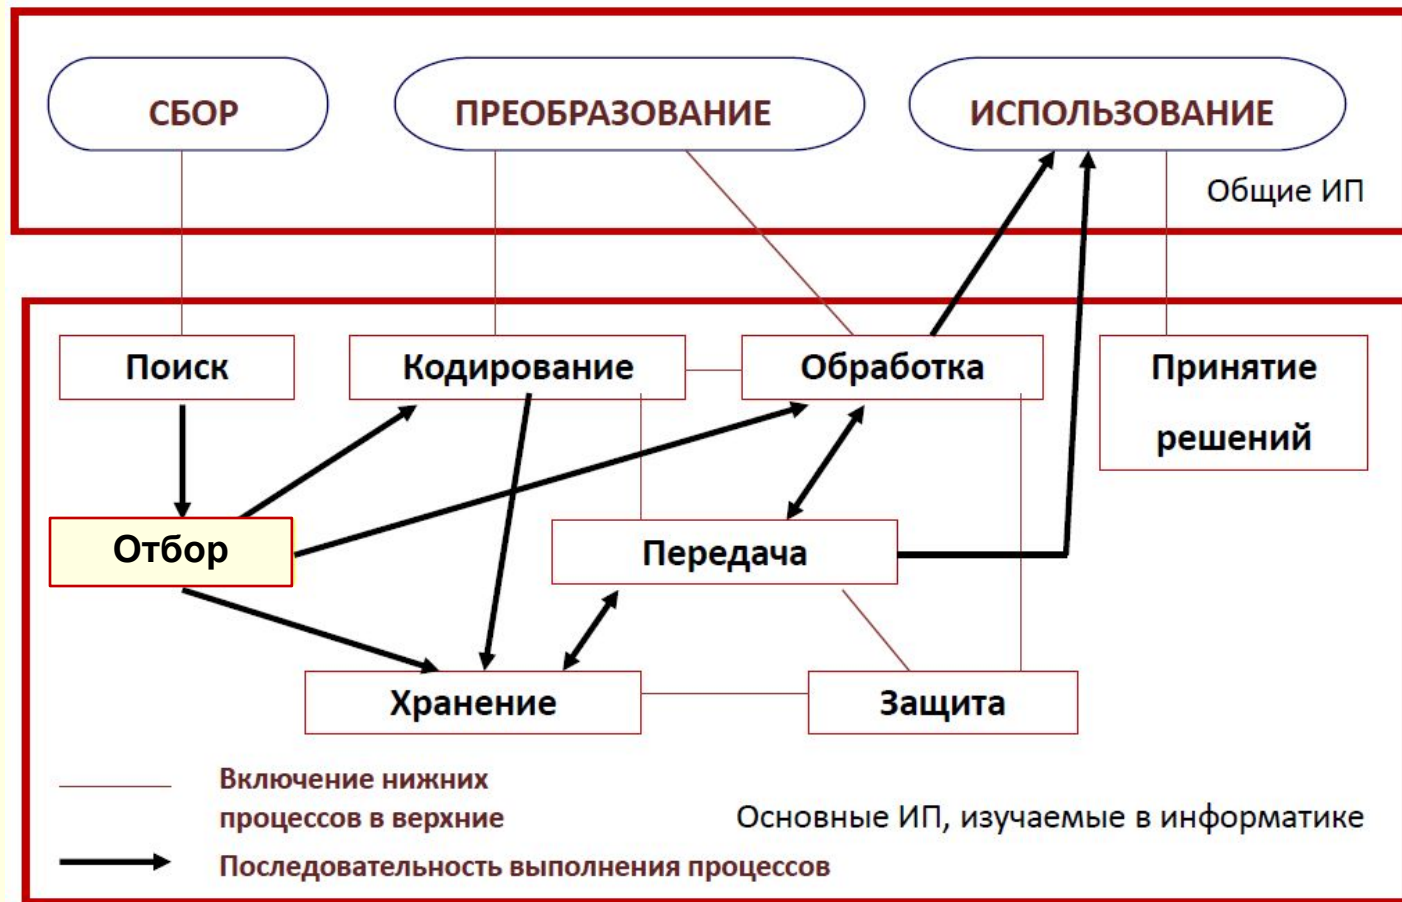 СБОР
ПРЕОБРАЗОВАНИЕ
ИСПОЛЬЗОВАНИЕ
Общие ИП
Поиск
Кодирование
Обработка
Принятие
решений
Отбор
Передача
Хранение
Защита
Включение нижних
процессов в верхние
Основные ИП, изучаемые в информатике
Последовательность выполнения процессов